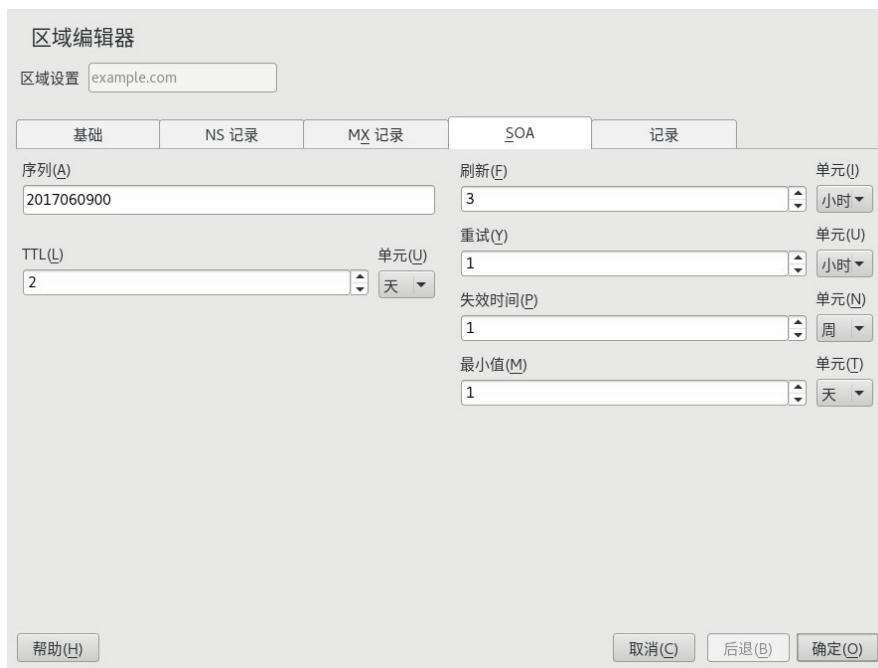 区域编辑器
区域设置 example.com
基础 NS 记录 MX 记录 SOA 记录
序列(A)
2017060900
TTL(L) 单元(U)
2 天
刷新(F) 单元(I)
3 小时
重试(Y) 单元(U)
1 小时
失效时间(P) 单元(N)
1 周
最小值(M) 单元(T)
1 天
帮助(H) 取消(C) 后退(B) 确定(O)